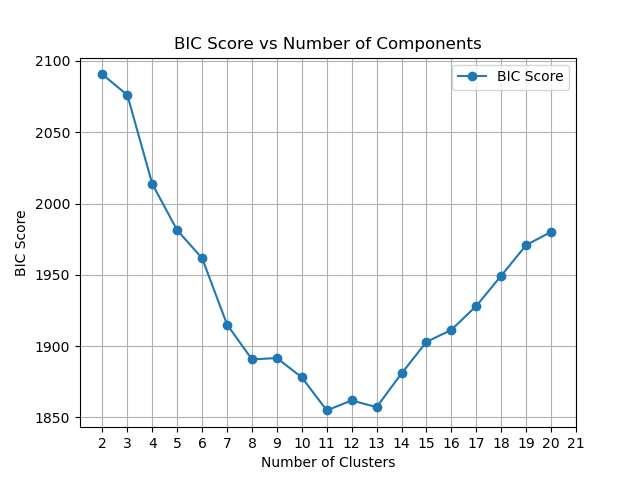 BIC Score vs Number of Components
BIC Score
2100
2050
2000
1950
1900
1850
BIC Score
2 3 4 5 6 7 8 9 10 11 12 13 14 15 16 17 18 19 20 21
Number of Clusters